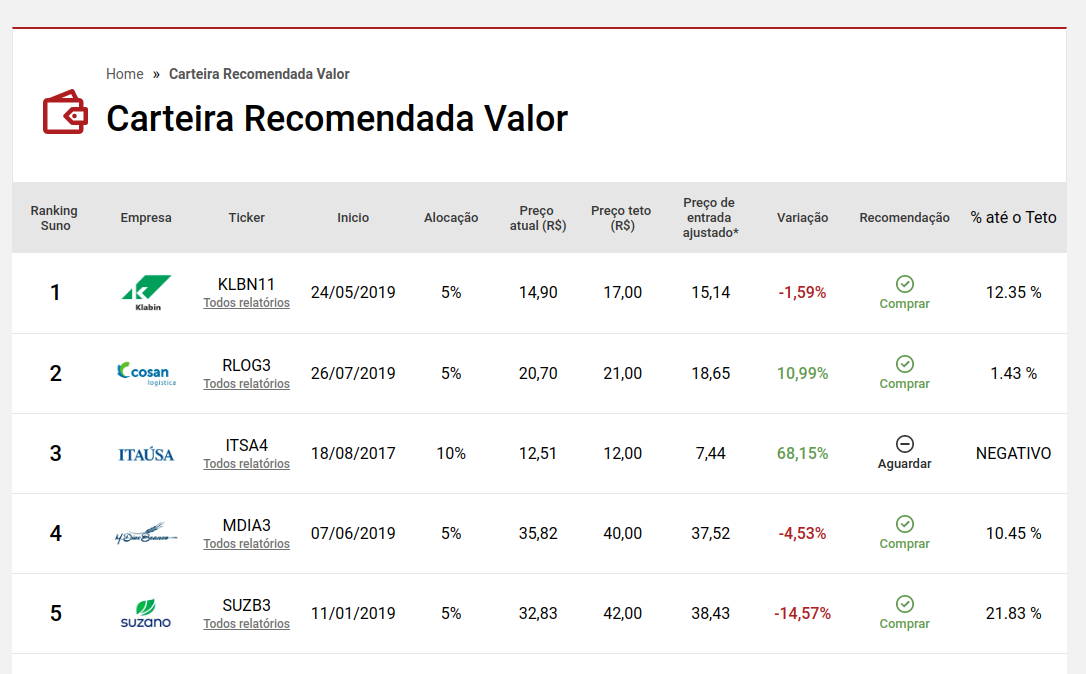 Home » Carteira Recomendada Valor
Carteira Recomendada Valor
Ranking Suno Empresa Ticker Inicio Alocação Preço atual (R$) Preço teto (R$) Preço de entrada ajustado* Variação Recomendação % até o Teto
1 Klabin KLBN11 24/05/2019 5% 14,90 17,00 15,14 -1,59% Comprar 12.35 %
Todos relatórios
2 cosan logística RLOG3 26/07/2019 5% 20,70 21,00 18,65 10,99% Comprar 1.43 %
Todos relatórios
3 ITAÚSA ITSA4 18/08/2017 10% 12,51 12,00 7,44 68,15% Aguardar NEGATIVO
Todos relatórios
4 M.DiasBranco MDIA3 07/06/2019 5% 35,82 40,00 37,52 -4,53% Comprar 10.45 %
Todos relatórios
5 suzano SUZB3 11/01/2019 5% 32,83 42,00 38,43 -14,57% Comprar 21.83 %
Todos relatórios